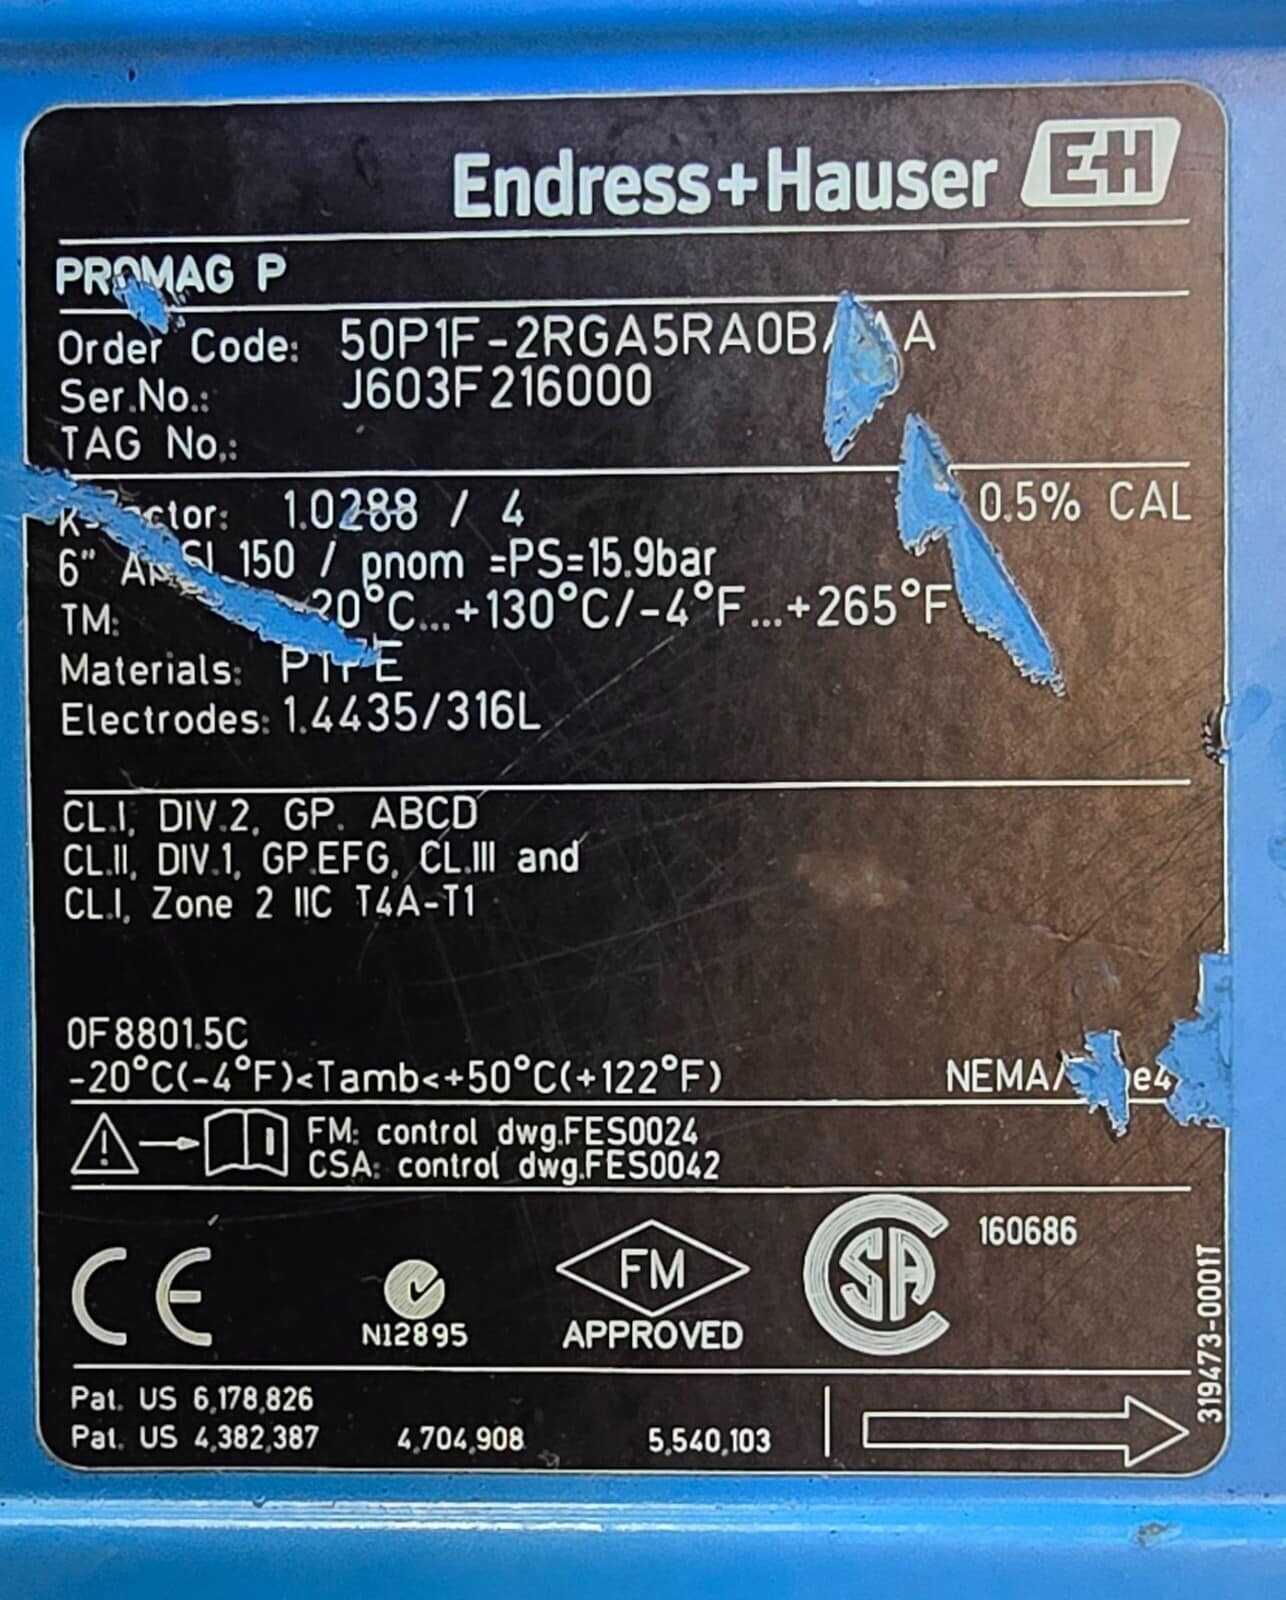 Endress+Hauser EH
PROMAG P
Order Code:
Ser.No.: J603F216000
TAG No.:
1.0288 / 4 0.5% CAL
6" 150 / pnom =PS=15.9bar
TM: +130°C/-4°F...+265°F
Materials: PTFE
Electrodes: 1.4435/316L
CL.I, DIV.2, GP. ABCD
CL.II, DIV.1, GP.EFG, CL.III and
CL.I, Zone 2 IIC T4A-T1
0F8801.5C
-20°C(-4°F)<Tamb<+50°C(+122°F)
FM: control dwg.FES0024
CSA: control dwg.FES0042
CE
N12895
FM
APPROVED
CSA
160686
319473-0001T
Pat. US 6,178,826
Pat. US 4,382,387 4,704,908 5,540,103